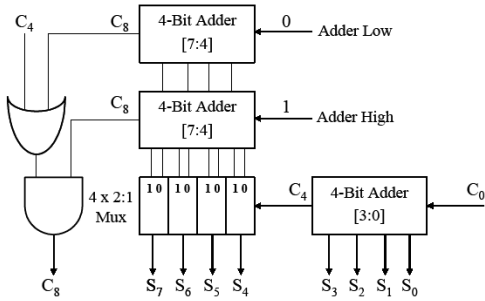 C₄
C₈
4-Bit Adder
[7:4]
0
Adder Low
C₈
4-Bit Adder
[7:4]
1
Adder High
4 x 2:1
Mux
1 0
1 0
1 0
1 0
C₄
4-Bit Adder
[3:0]
C₀
C₈
S₇
S₆
S₅
S₄
S₃
S₂
S₁
S₀